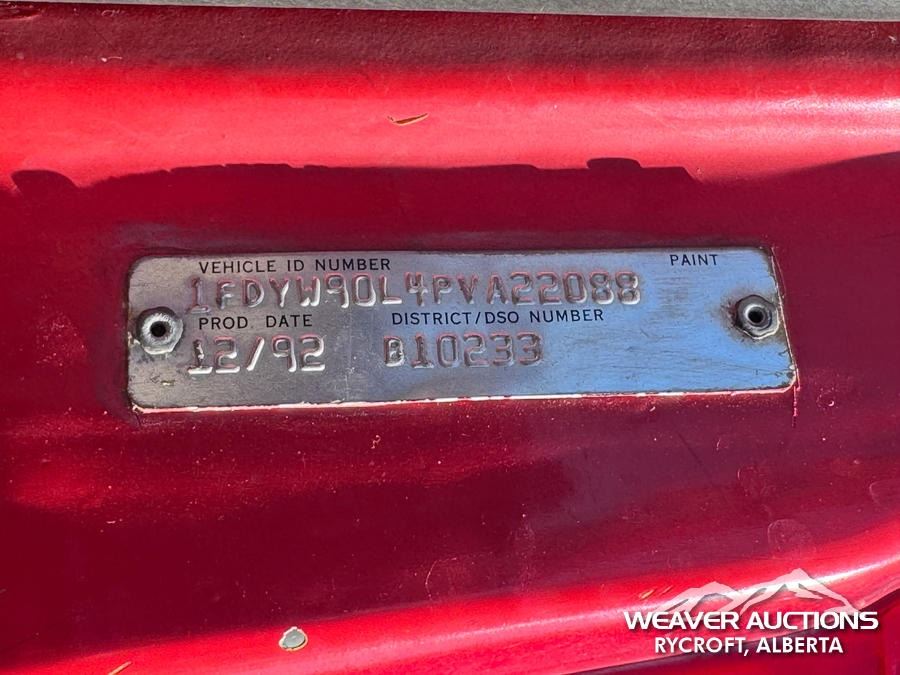 VEHICLE ID NUMBER PAINT
1FDYW90L4PVA22088
PROD. DATE DISTRICT/DSO NUMBER
12/92 B10233
WEAVER AUCTIONS
RYCROFT, ALBERTA